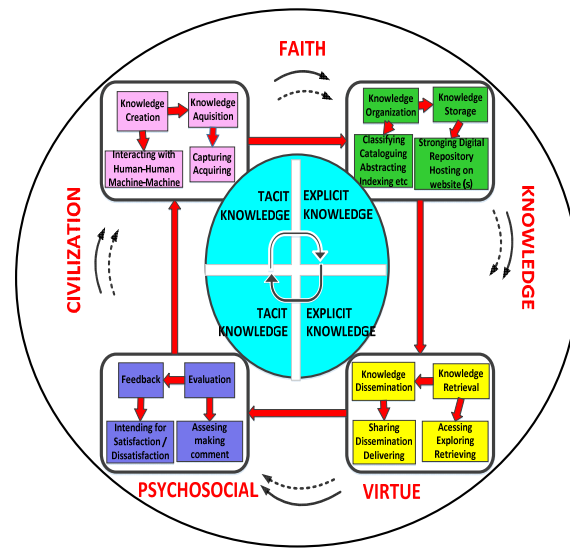 FAITH
Knowledge
Creation
Knowledge
Aquisition
Interacting with
Human-Human
Machine-Machine
Capturing
Acquiring
Knowledge
Organization
Knowledge
Storage
Classifying
Cataloguing
Abstracting
Indexing etc
Stronging Digital
Repository
Hosting on
website (s)
TACIT
KNOWLEDGE
EXPLICIT
KNOWLEDGE
CIVILIZATION
KNOWLEDGE
TACIT
KNOWLEDGE
EXPLICIT
KNOWLEDGE
Feedback
Evaluation
Intending for
Satisfaction /
Dissatisfaction
Assesing
making
comment
Knowledge
Dissemination
Knowledge
Retrieval
Sharing
Dissemination
Delivering
Acessing
Exploring
Retrieving
PSYCHOSOCIAL
VIRTUE